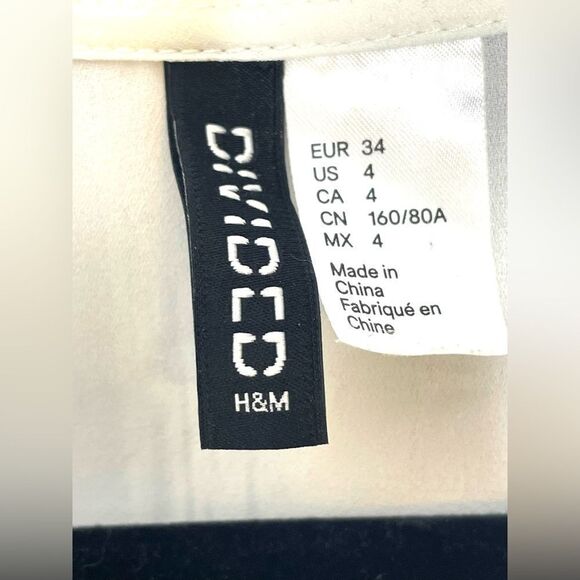 DIVIDED
H&M
EUR 34
US 4
CA 4
CN 160/80A
MX 4
Made in
China
Fabriqué en
Chine